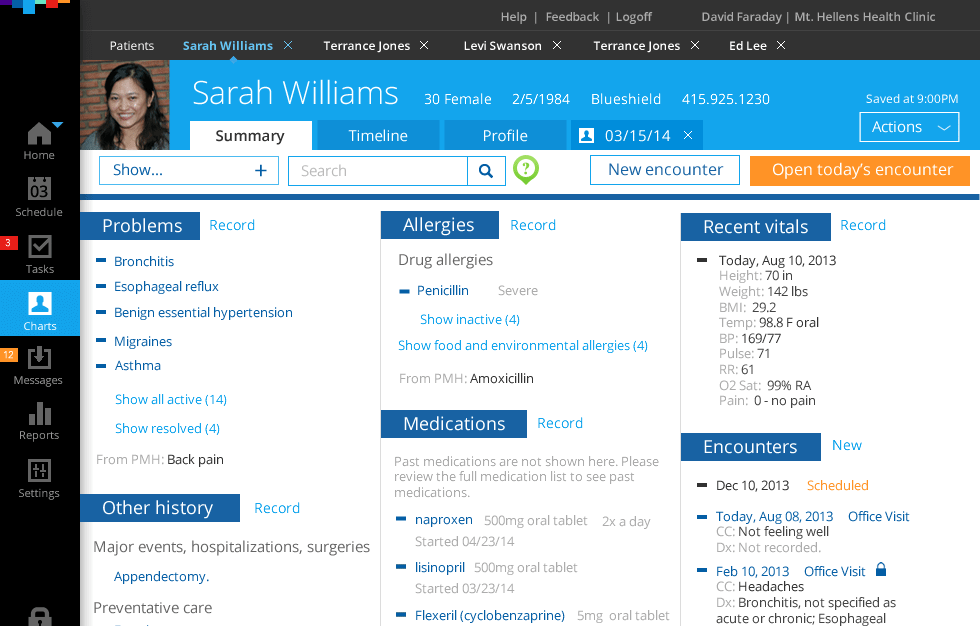 Help | Feedback | Logoff David Faraday | Mt. Hellens Health Clinic
Patients Sarah Williams × Terrance Jones × Levi Swanson × Terrance Jones × Ed Lee ×
Sarah Williams 30 Female 2/5/1984 Blueshield 415.925.1230
Saved at 9:00PM
Actions
Summary Timeline Profile 03/15/14 ×
Show... + Search ? New encounter Open today's encounter
Home
03
Schedule
3
Tasks
Charts
12
Messages
Reports
Settings
Problems Record
Bronchitis
Esophageal reflux
Benign essential hypertension
Migraines
Asthma
Show all active (14)
Show resolved (4)
From PMH: Back pain
Other history Record
Major events, hospitalizations, surgeries
Appendectomy.
Preventative care
Allergies Record
Drug allergies
Penicillin Severe
Show inactive (4)
Show food and environmental allergies (4)
From PMH: Amoxicillin
Medications Record
Past medications are not shown here. Please
review the full medication list to see past
medications.
naproxen 500mg oral tablet 2x a day
Started 04/23/14
lisinopril 500mg oral tablet
Started 03/23/14
Flexeril (cyclobenzaprine) 5mg oral tablet
Recent vitals Record
Today, Aug 10, 2013
Height: 70 in
Weight: 142 lbs
BMI: 29.2
Temp: 98.8 F oral
BP: 169/77
Pulse: 71
RR: 61
O2 Sat: 99% RA
Pain: 0 - no pain
Encounters New
Dec 10, 2013 Scheduled
Today, Aug 08, 2013 Office Visit
CC: Not feeling well
Dx: Not recorded.
Feb 10, 2013 Office Visit
CC: Headaches
Dx: Bronchitis, not specified as
acute or chronic; Esophageal